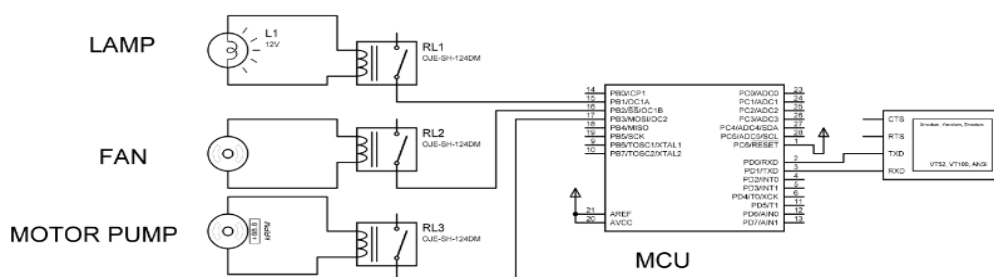 LAMP
L1
12V
RL1
OJE-SH-124DM
FAN
RL2
OJE-SH-124DM
MOTOR PUMP
+88.8
kRPM
RL3
OJE-SH-124DM
14 PB0/ICP1
15 PB1/OC1A
16 PB2/SS/OC1B
17 PB3/MOSI/OC2
18 PB4/MISO
19 PB5/SCK
9 PB6/TOSC1/XTAL1
10 PB7/TOSC2/XTAL2
21 AREF
20 AVCC
PC0/ADC0 23
PC1/ADC1 24
PC2/ADC2 25
PC3/ADC3 26
PC4/ADC4/SDA 27
PC5/ADC5/SCL 28
PC6/RESET 1
PD0/RXD 2
PD1/TXD 3
PD2/INT0 4
PD3/INT1 5
PD4/T0/XCK 6
PD5/T1 11
PD6/AIN0 12
PD7/AIN1 13
MCU
CTS
RTS
TXD
RXD
VT52, VT100, ANSI